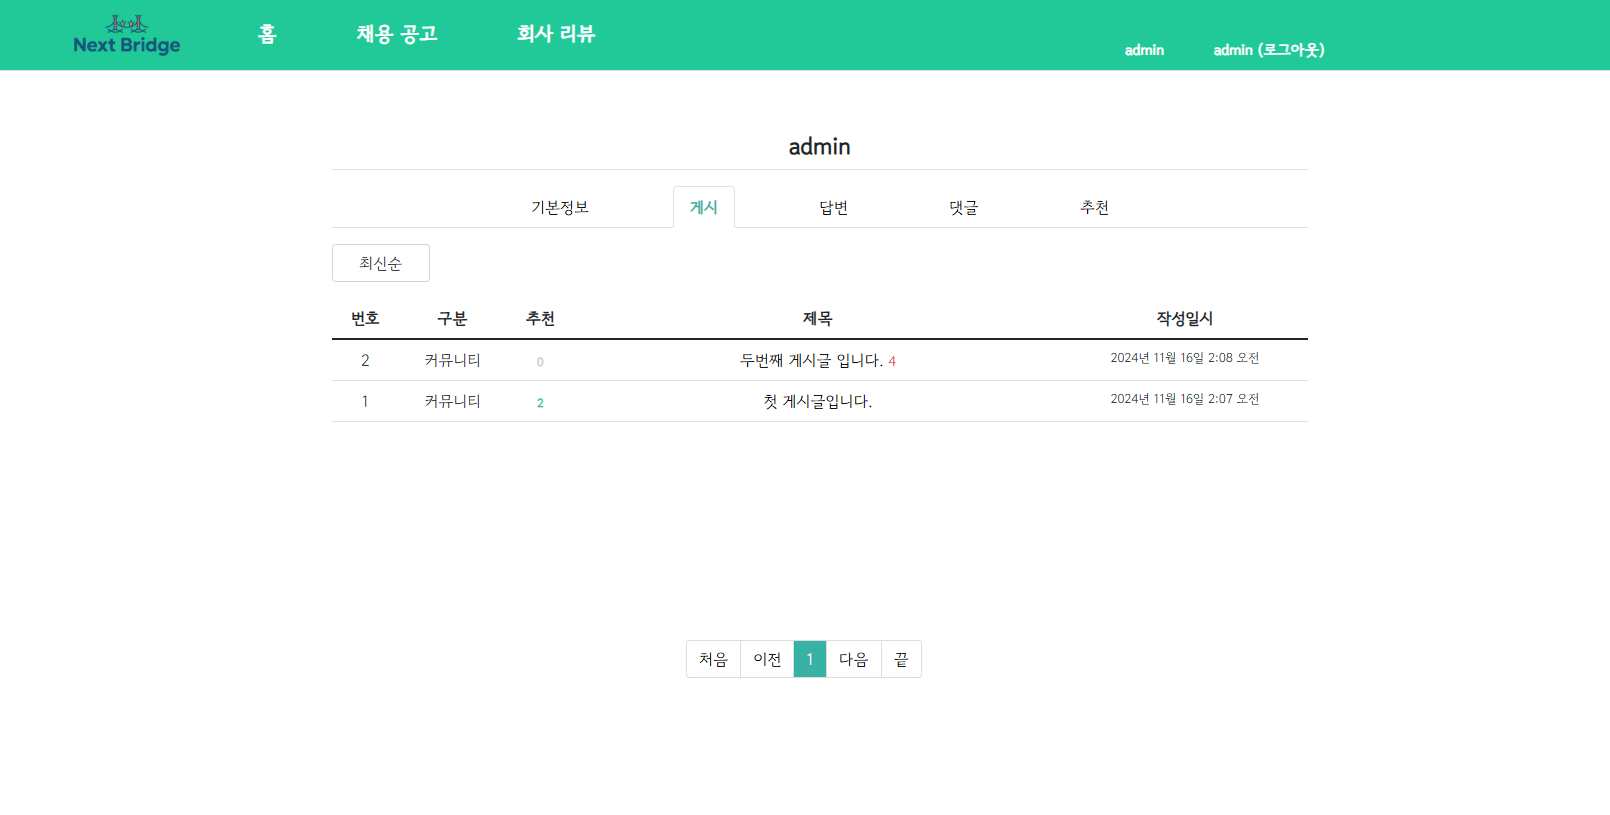 Next Bridge 홈 채용 공고 회사 리뷰 admin admin (로그아웃)
admin
기본정보 게시 답변 댓글 추천
최신순
번호 구분 추천 제목 작성일시
2 커뮤니티 0 두번째 게시글 입니다. 4 2024년 11월 16일 2:08 오전
1 커뮤니티 2 첫 게시글입니다. 2024년 11월 16일 2:07 오전
처음 이전 1 다음 끝